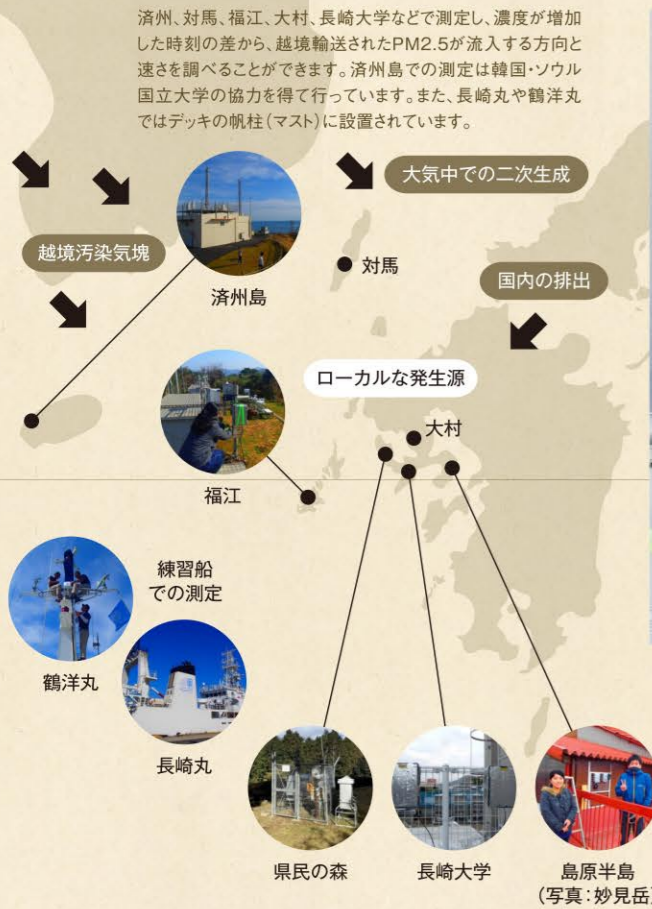 済州、対馬、福江、大村、長崎大学などで測定し、濃度が増加
した時刻の差から、越境輸送されたPM2.5が流入する方向と
速さを調べることができます。済州島での測定は韓国・ソウル
国立大学の協力を得て行っています。また、長崎丸や鶴洋丸
ではデッキの帆柱(マスト)に設置されています。
大気中での二次生成
越境汚染気塊
対馬
国内の排出
済州島
ローカルな発生源
大村
福江
練習船
での測定
鶴洋丸
長崎丸
県民の森
長崎大学
島原半島
(写真:妙見岳)